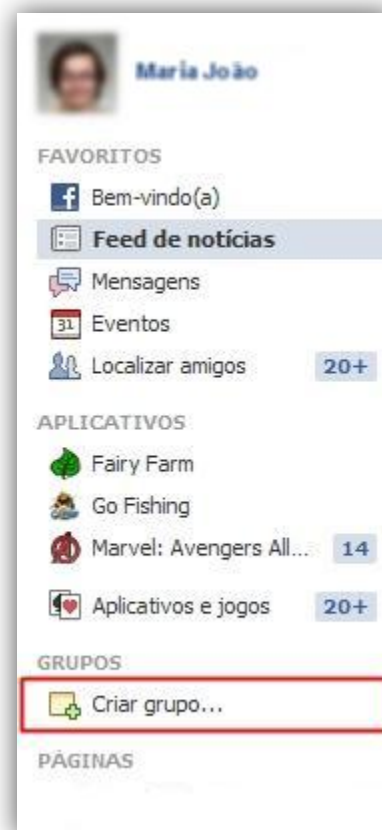 Maria João
FAVORITOS
Bem-vindo(a)
Feed de notícias
Mensagens
31 Eventos
Localizar amigos 20+
APLICATIVOS
Fairy Farm
Go Fishing
Marvel: Avengers All... 14
Aplicativos e jogos 20+
GRUPOS
Criar grupo...
PÁGINAS